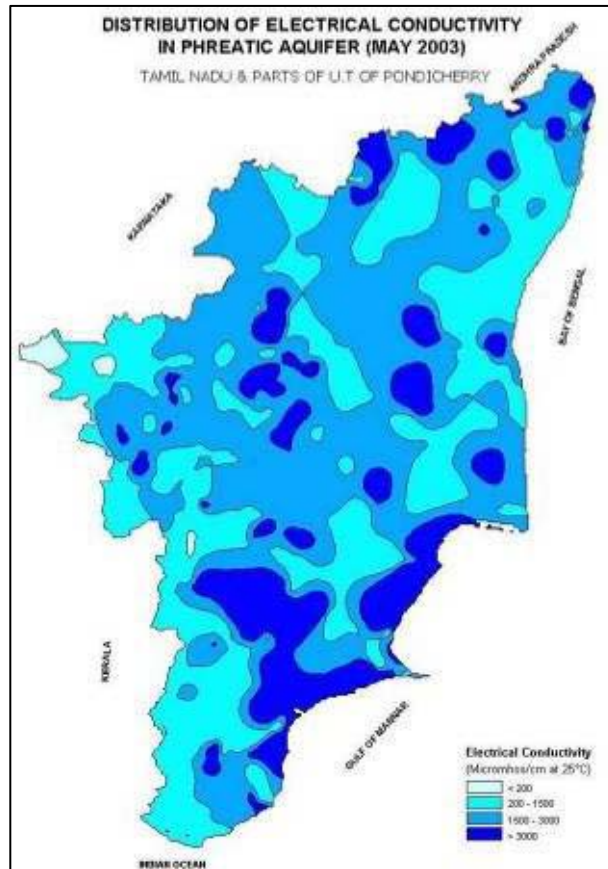 DISTRIBUTION OF ELECTRICAL CONDUCTIVITY
IN PHREATIC AQUIFER (MAY 2003)
TAMIL NADU & PARTS OF U.T OF PONDICHERRY
ANDHRA PRADESH
KARNATAKA
BAY OF BENGAL
KERALA
GULF OF MANNAR
Electrical Conductivity
(Micromhos/cm at 25°C)
< 200
200 - 1500
1500 - 3000
> 3000
INDIAN OCEAN